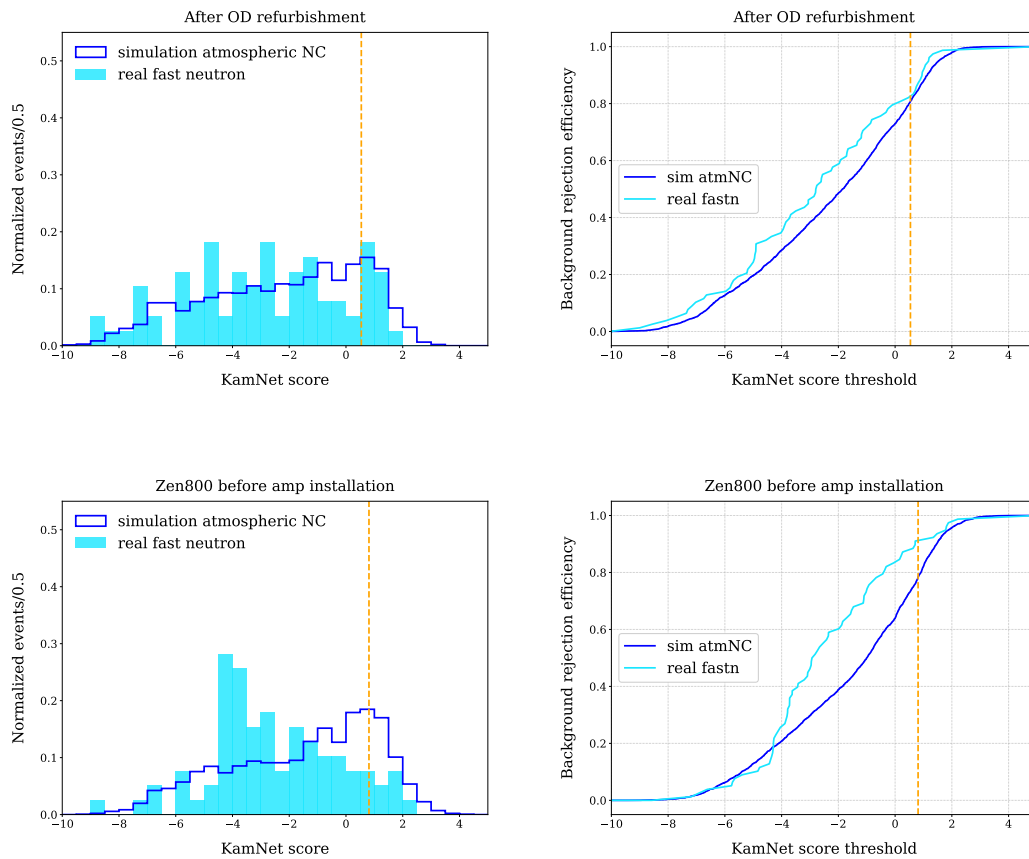 After OD refurbishment
simulation atmospheric NC
real fast neutron
Normalized events/0.5
0.5
0.4
0.3
0.2
0.1
0.0
−10 −8 −6 −4 −2 0 2 4
KamNet score
After OD refurbishment
sim atmNC
real fastn
Background rejection efficiency
1.0
0.8
0.6
0.4
0.2
0.0
−10 −8 −6 −4 −2 0 2 4
KamNet score threshold
Zen800 before amp installation
simulation atmospheric NC
real fast neutron
Normalized events/0.5
0.5
0.4
0.3
0.2
0.1
0.0
−10 −8 −6 −4 −2 0 2 4
KamNet score
Zen800 before amp installation
sim atmNC
real fastn
Background rejection efficiency
1.0
0.8
0.6
0.4
0.2
0.0
−10 −8 −6 −4 −2 0 2 4
KamNet score threshold